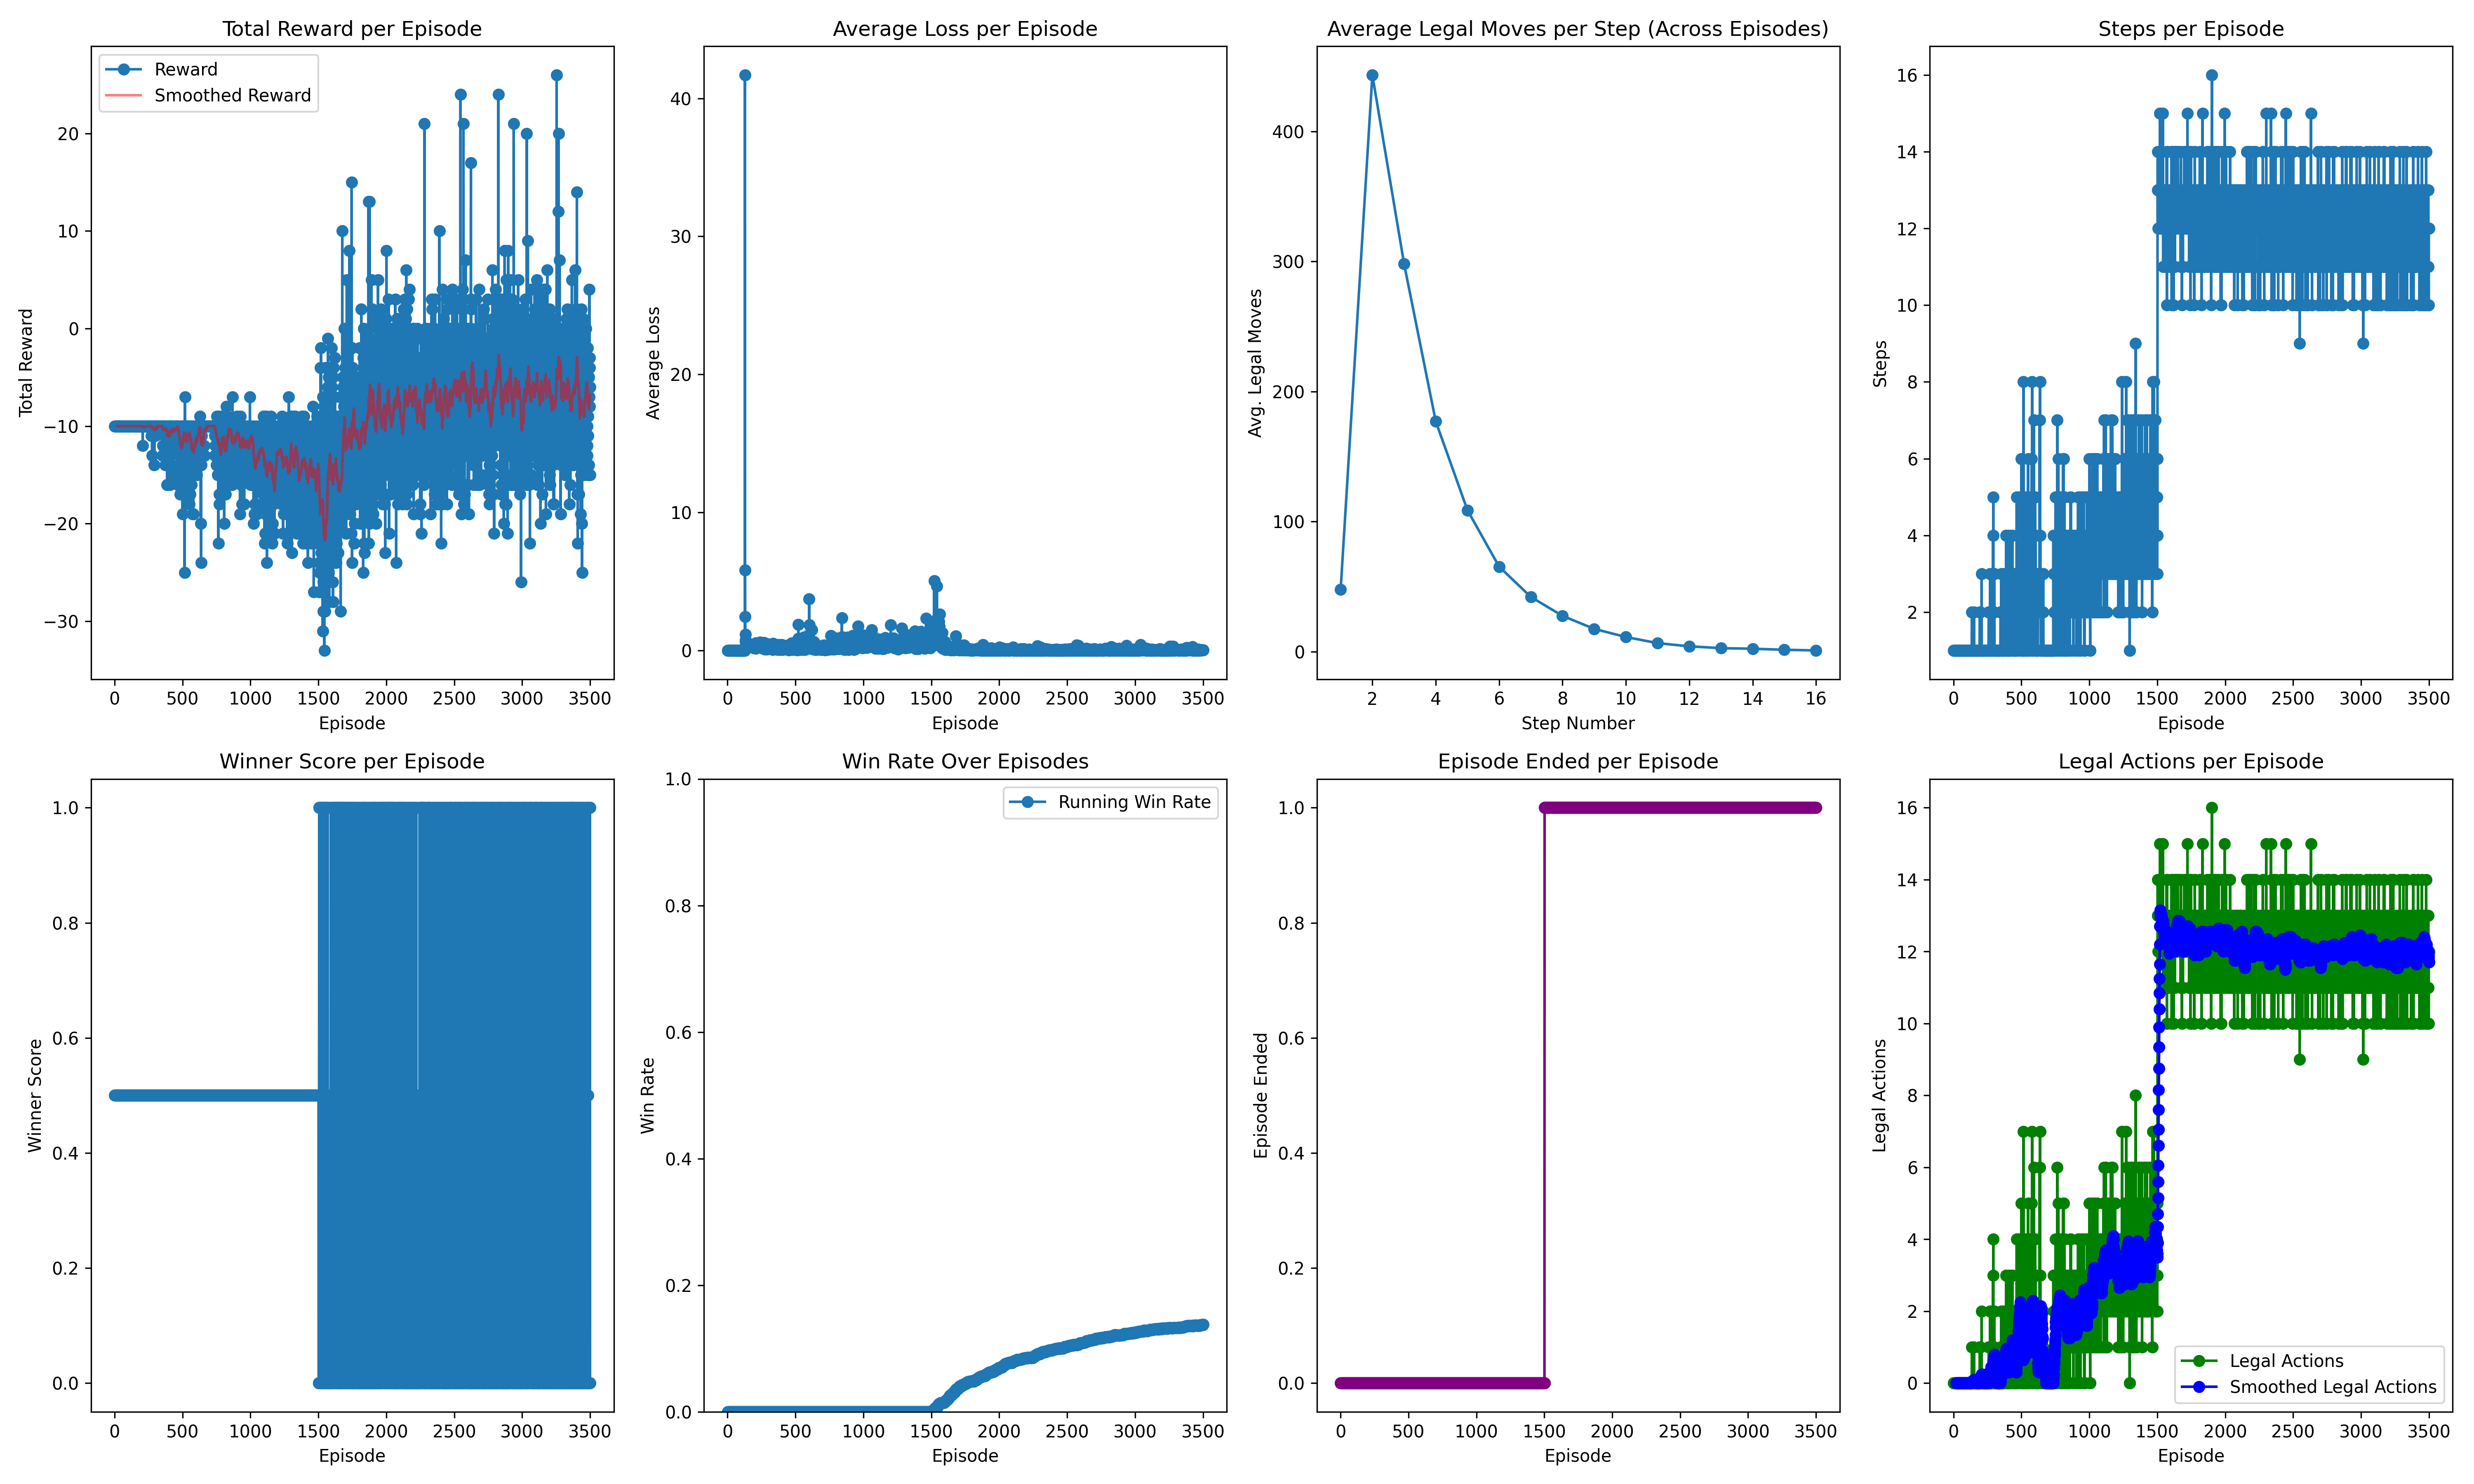 Total Reward per Episode
Reward
Smoothed Reward
20
10
0
−10
−20
−30
Total Reward
0 500 1000 1500 2000 2500 3000 3500
Episode
Average Loss per Episode
40
30
20
10
0
Average Loss
0 500 1000 1500 2000 2500 3000 3500
Episode
Average Legal Moves per Step (Across Episodes)
400
300
200
100
0
Avg. Legal Moves
2 4 6 8 10 12 14 16
Step Number
Steps per Episode
16
14
12
10
8
6
4
2
Steps
0 500 1000 1500 2000 2500 3000 3500
Episode
Winner Score per Episode
1.0
0.8
0.6
0.4
0.2
0.0
Winner Score
0 500 1000 1500 2000 2500 3000 3500
Episode
Win Rate Over Episodes
Running Win Rate
1.0
0.8
0.6
0.4
0.2
0.0
Win Rate
0 500 1000 1500 2000 2500 3000 3500
Episode
Episode Ended per Episode
1.0
0.8
0.6
0.4
0.2
0.0
Episode Ended
0 500 1000 1500 2000 2500 3000 3500
Episode
Legal Actions per Episode
16
14
12
10
8
6
4
2
0
Legal Actions
Legal Actions
Smoothed Legal Actions
0 500 1000 1500 2000 2500 3000 3500
Episode